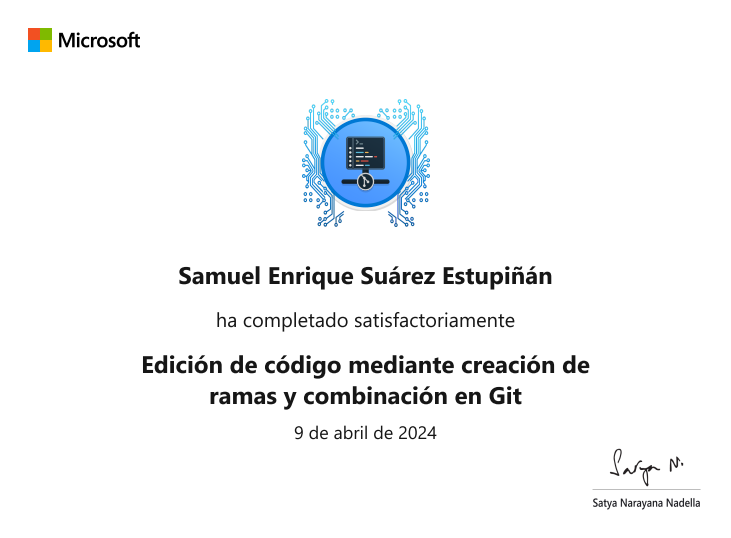 Microsoft
Samuel Enrique Suárez Estupiñán
ha completado satisfactoriamente
Edición de código mediante creación de
ramas y combinación en Git
9 de abril de 2024
Satya N.
Satya Narayana Nadella